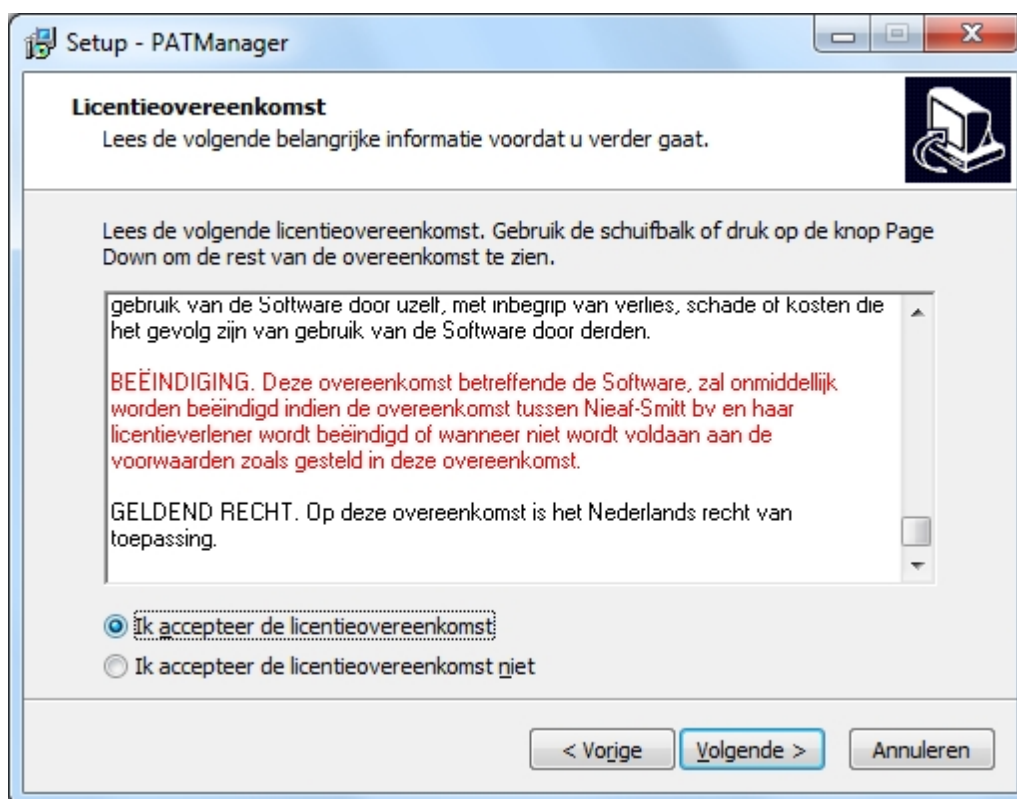 Setup - PATManager
Licentieovereenkomst
Lees de volgende belangrijke informatie voordat u verder gaat.
Lees de volgende licentieovereenkomst. Gebruik de schuifbalk of druk op de knop Page
Down om de rest van de overeenkomst te zien.
gebruik van de Software door uzelf, met inbegrip van verlies, schade of kosten die
het gevolg zijn van gebruik van de Software door derden.
BEËINDIGING. Deze overeenkomst betreffende de Software, zal onmiddellijk
worden beëindigd indien de overeenkomst tussen Nieaf-Smitt bv en haar
licentieverlener wordt beëindigd of wanneer niet wordt voldaan aan de
voorwaarden zoals gesteld in deze overeenkomst.
GELDEND RECHT. Op deze overeenkomst is het Nederlands recht van
toepassing.
Ik accepteer de licentieovereenkomst
Ik accepteer de licentieovereenkomst niet
< Vorige Volgende > Annuleren